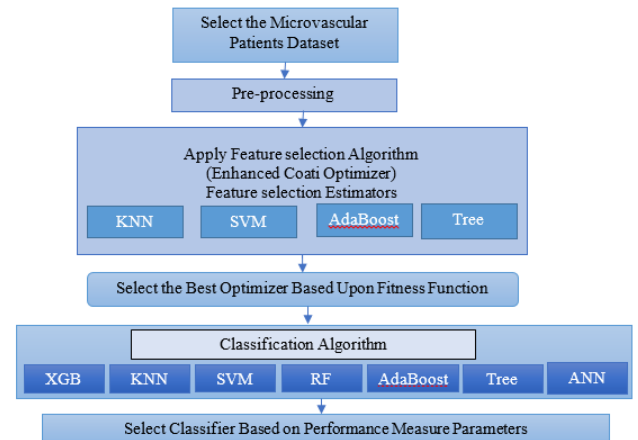 Select the Microvascular
Patients Dataset
Pre-processing
Apply Feature selection Algorithm
(Enhanced Coati Optimizer)
Feature selection Estimators
KNN SVM AdaBoost Tree
Select the Best Optimizer Based Upon Fitness Function
Classification Algorithm
XGB KNN SVM RF AdaBoost Tree ANN
Select Classifier Based on Performance Measure Parameters